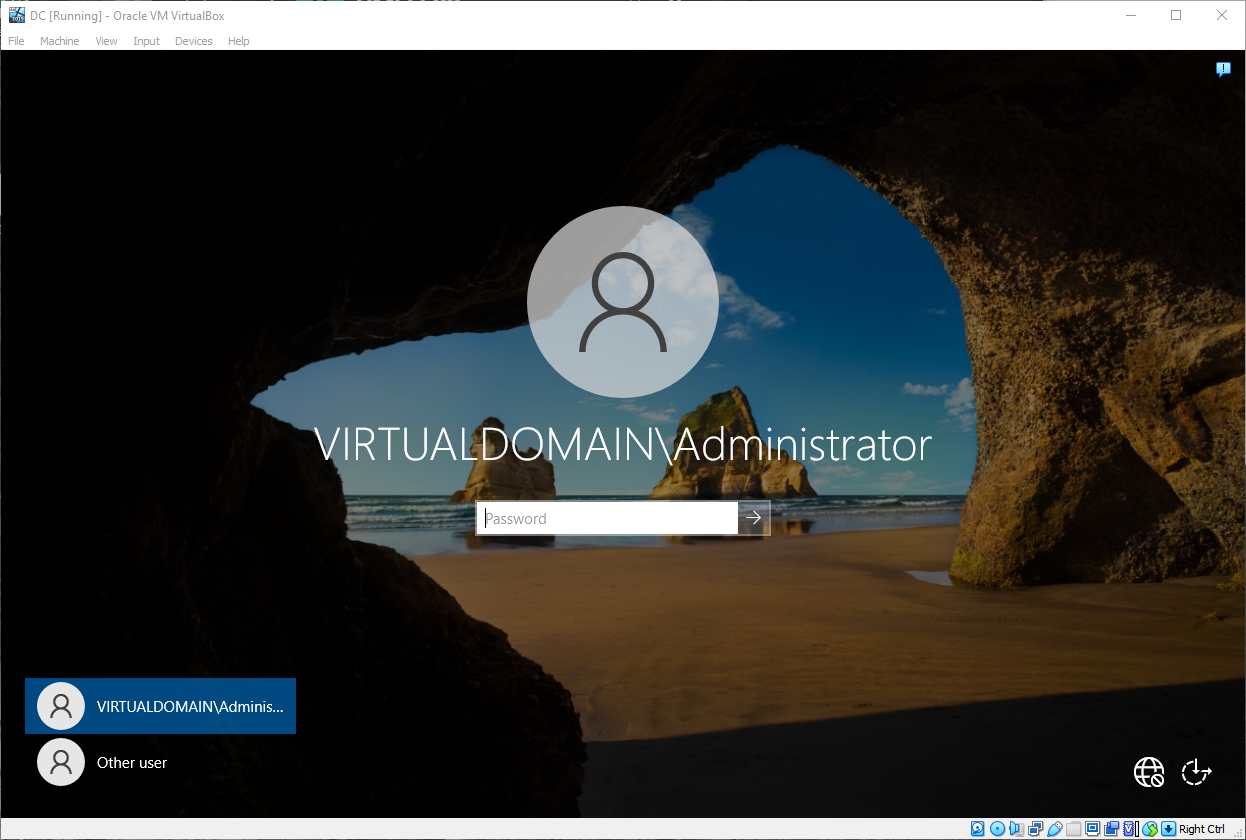 DC [Running] - Oracle VM VirtualBox
File Machine View Input Devices Help
VIRTUALDOMAIN\Administrator
Password
VIRTUALDOMAIN\Adminis...
Other user
Right Ctrl